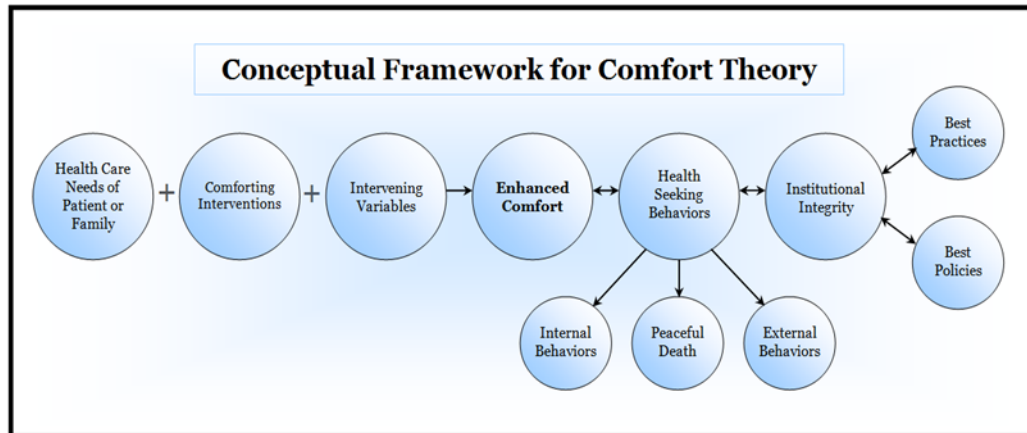 Conceptual Framework for Comfort Theory
Health Care
Needs of
Patient or
Family
+
Comforting
Interventions
+
Intervening
Variables
Enhanced
Comfort
Health
Seeking
Behaviors
Institutional
Integrity
Best
Practices
Best
Policies
Internal
Behaviors
Peaceful
Death
External
Behaviors